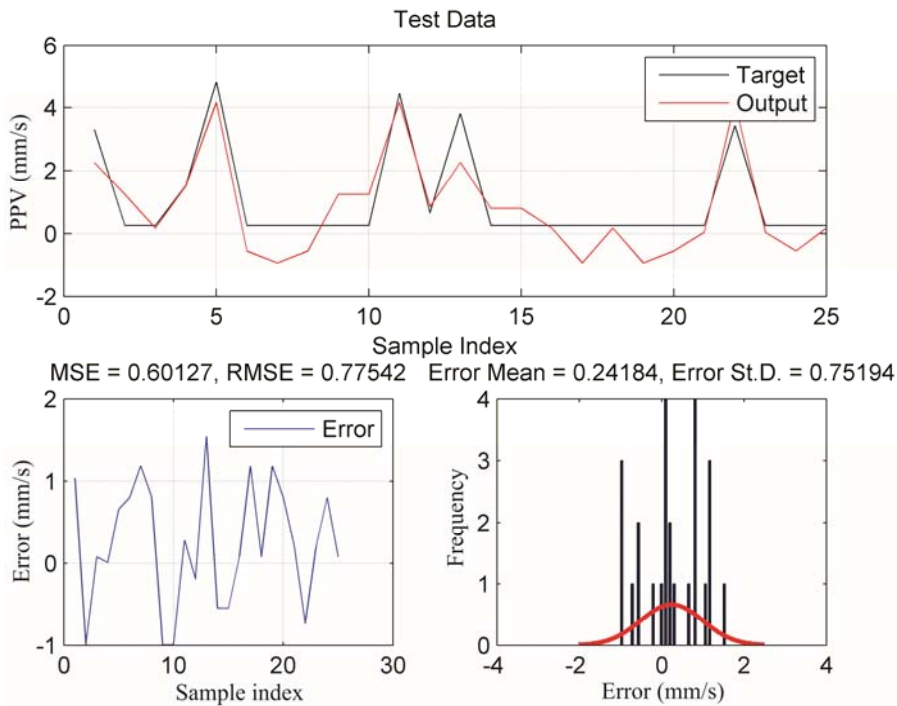 Test Data
6
4
2
0
-2
PPV (mm/s)
Target
Output
0 5 10 15 20 25
Sample Index
MSE = 0.60127, RMSE = 0.77542
Error Mean = 0.24184, Error St.D. = 0.75194
2
1
0
-1
Error (mm/s)
Error
0 10 20 30
Sample index
4
3
2
1
0
Frequency
-4 -2 0 2 4
Error (mm/s)